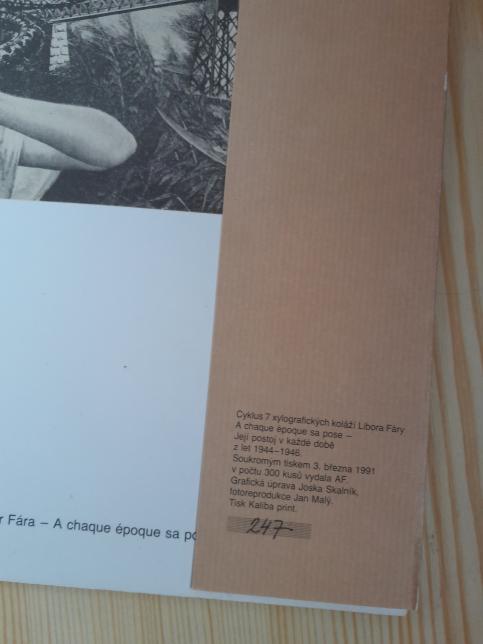 Cyklus 7 xylografických koláží Libora Fáry
A chaque époque sa pose –
Její postoj v každé době
z let 1944–1946.
Soukromým tiskem 3. března 1991
v počtu 300 kusů vydala AF.
Grafická úprava Joska Skalník,
fotoreprodukce Jan Malý.
Tisk Kaliba print.
247
r Fára – A chaque époque sa po